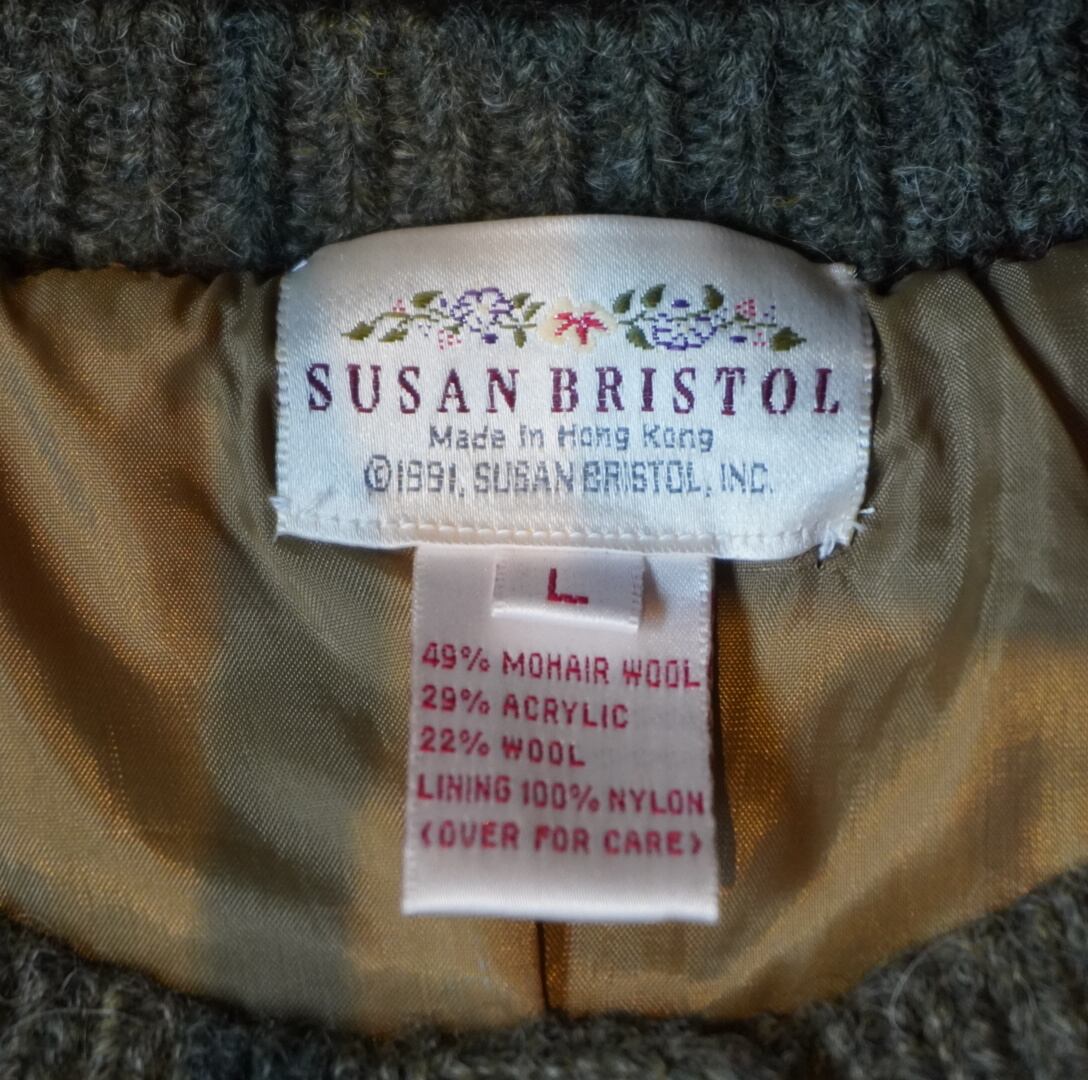 SUSAN BRISTOL
Made In Hong Kong
©1991, SUSAN BRISTOL, INC.
L
49% MOHAIR WOOL
29% ACRYLIC
22% WOOL
LINING 100% NYLON
(OVER FOR CARE)